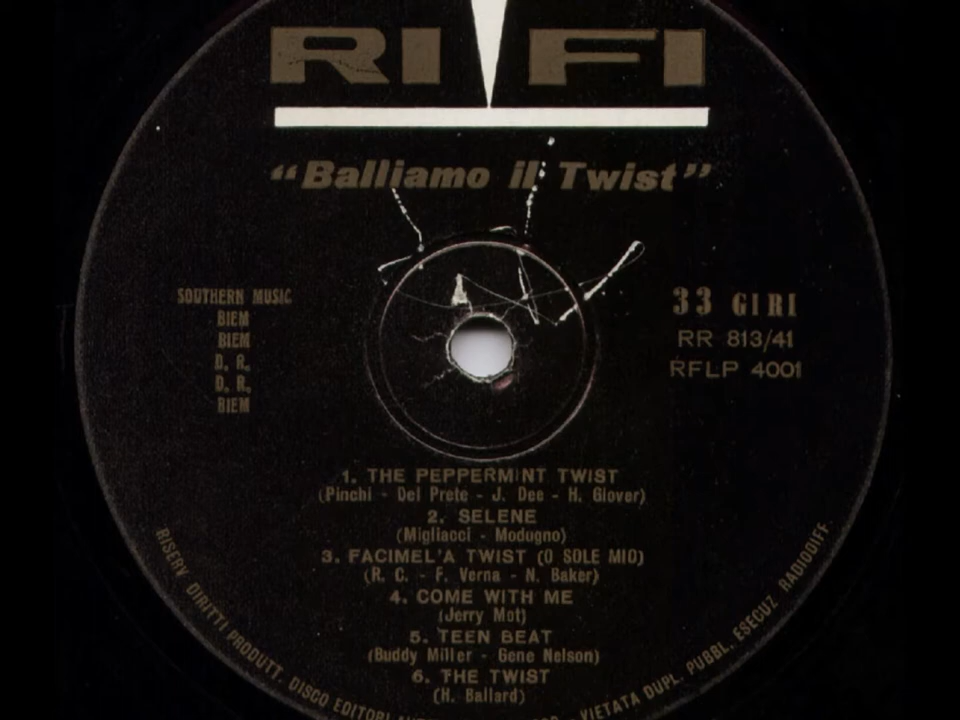 RI FI
"Balliamo il Twist"
SOUTHERN MUSIC
BIEM
BIEM
D. R.
D. R.
BIEM
33 GIRI
RR 813/41
RFLP 4001
1. THE PEPPERMINT TWIST
(Pinchi - Del Prete - J. Dee - H. Glover)
2. SELENE
(Migliacci - Modugno)
3. FACIMEL'A TWIST (O SOLE MIO)
(R. C. - F. Verna - N. Baker)
4. COME WITH ME
(Jerry Mot)
5. TEEN BEAT
(Buddy Miller - Gene Nelson)
6. THE TWIST
(H. Ballard)
RISERV DIRITTI PRODUTT. DISCO EDITORI - VIETATA DUPL. PUBBL. ESECUZ RADIODIFF.